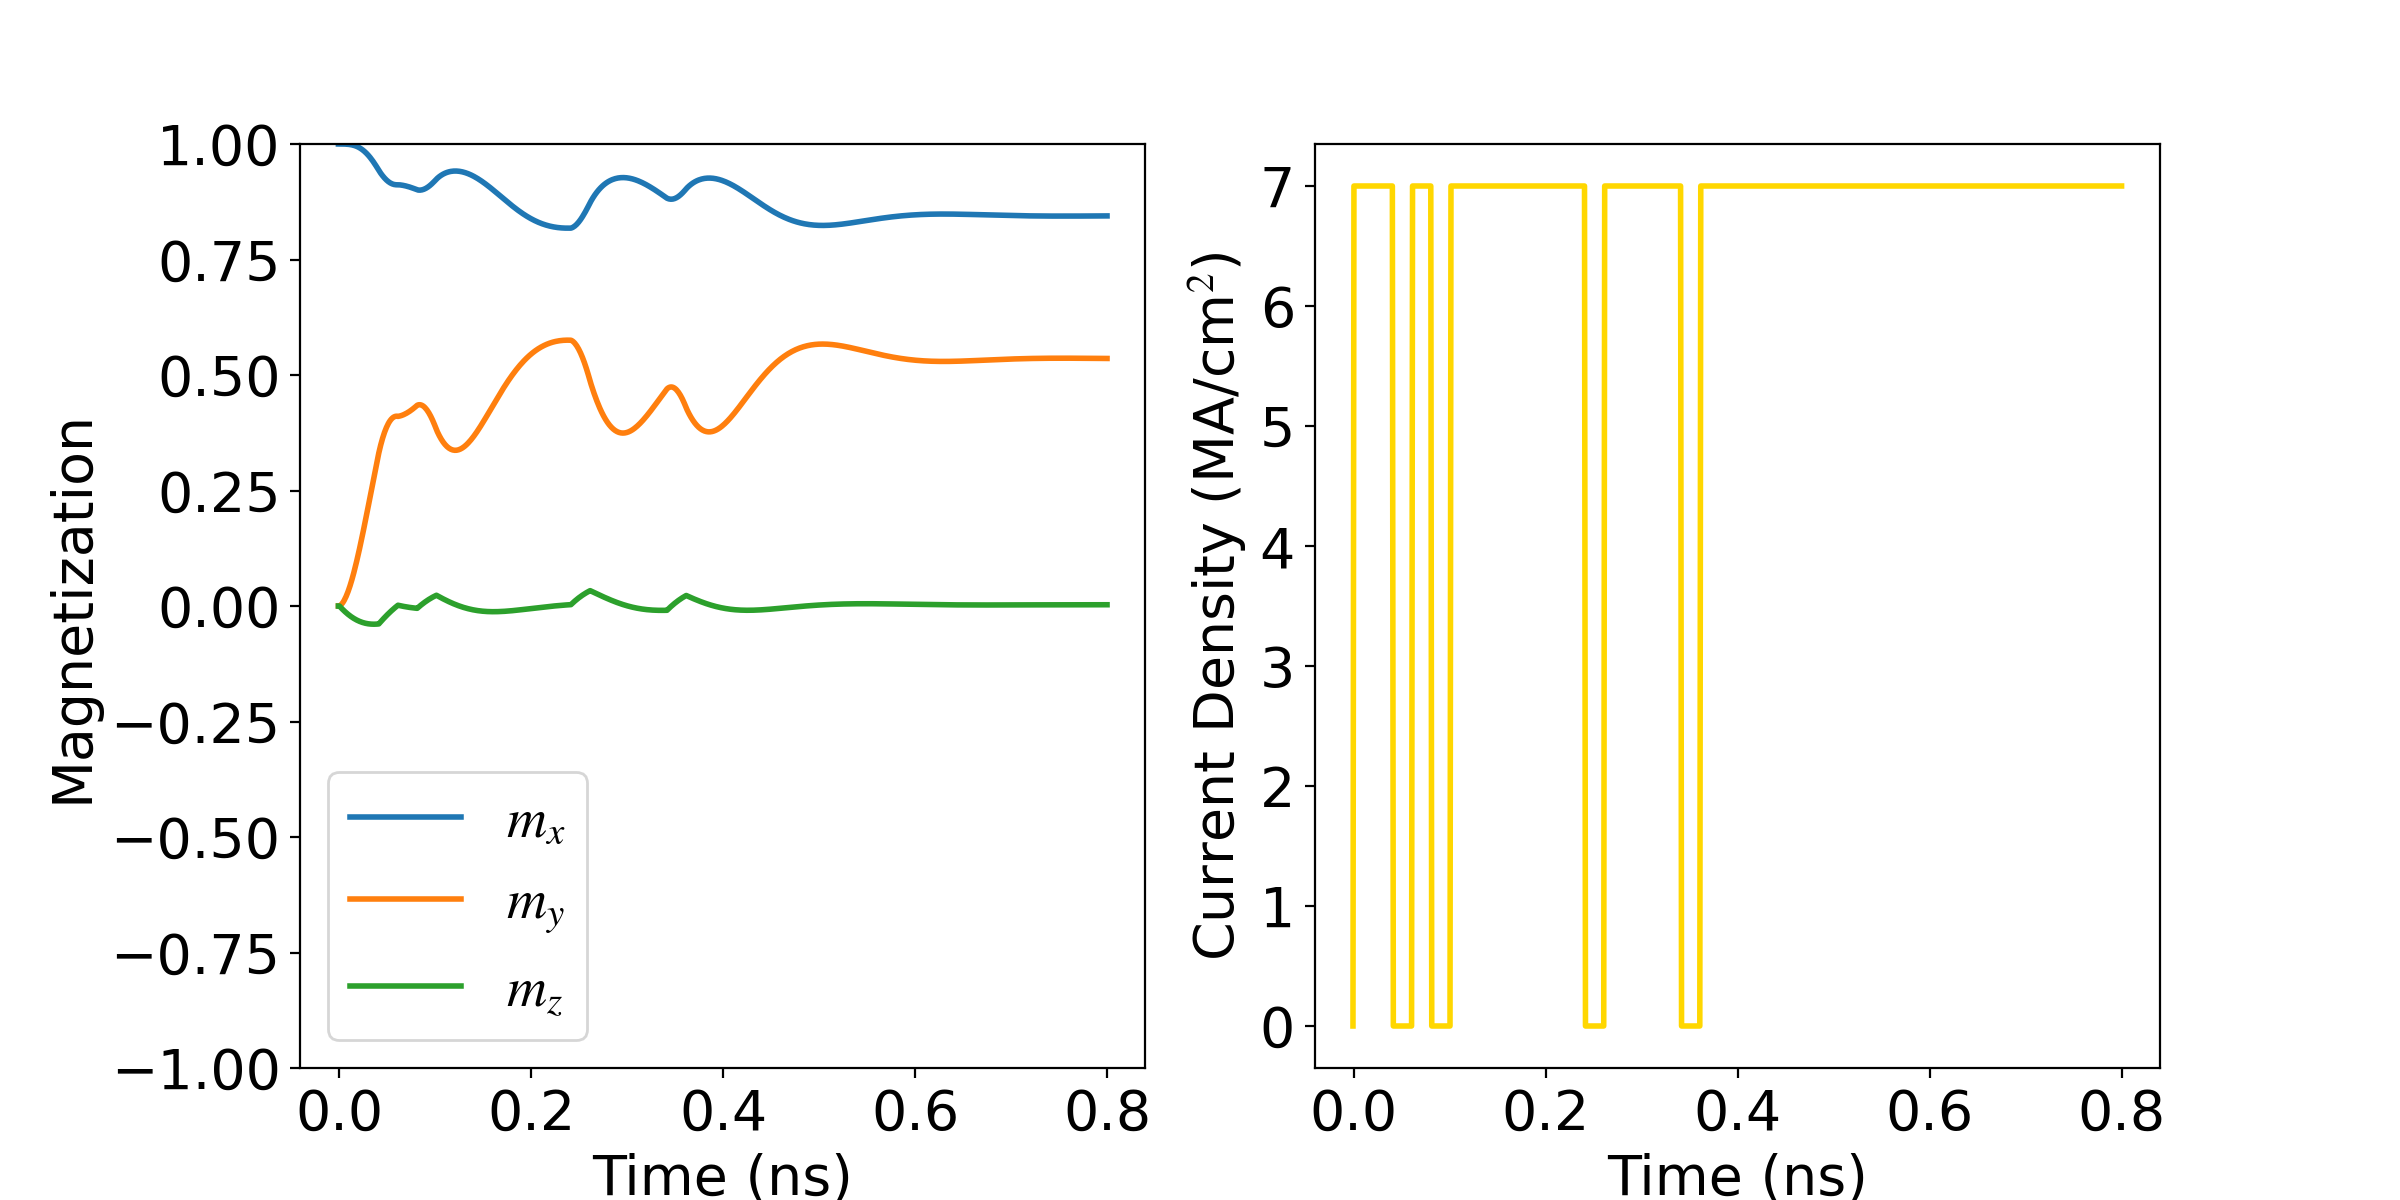 1.00
0.75
0.50
0.25
0.00
−0.25
−0.50
−0.75
−1.00
Magnetization
m_x
m_y
m_z
0.0 0.2 0.4 0.6 0.8
Time (ns)
7
6
5
4
3
2
1
0
Current Density (MA/cm²)
0.0 0.2 0.4 0.6 0.8
Time (ns)